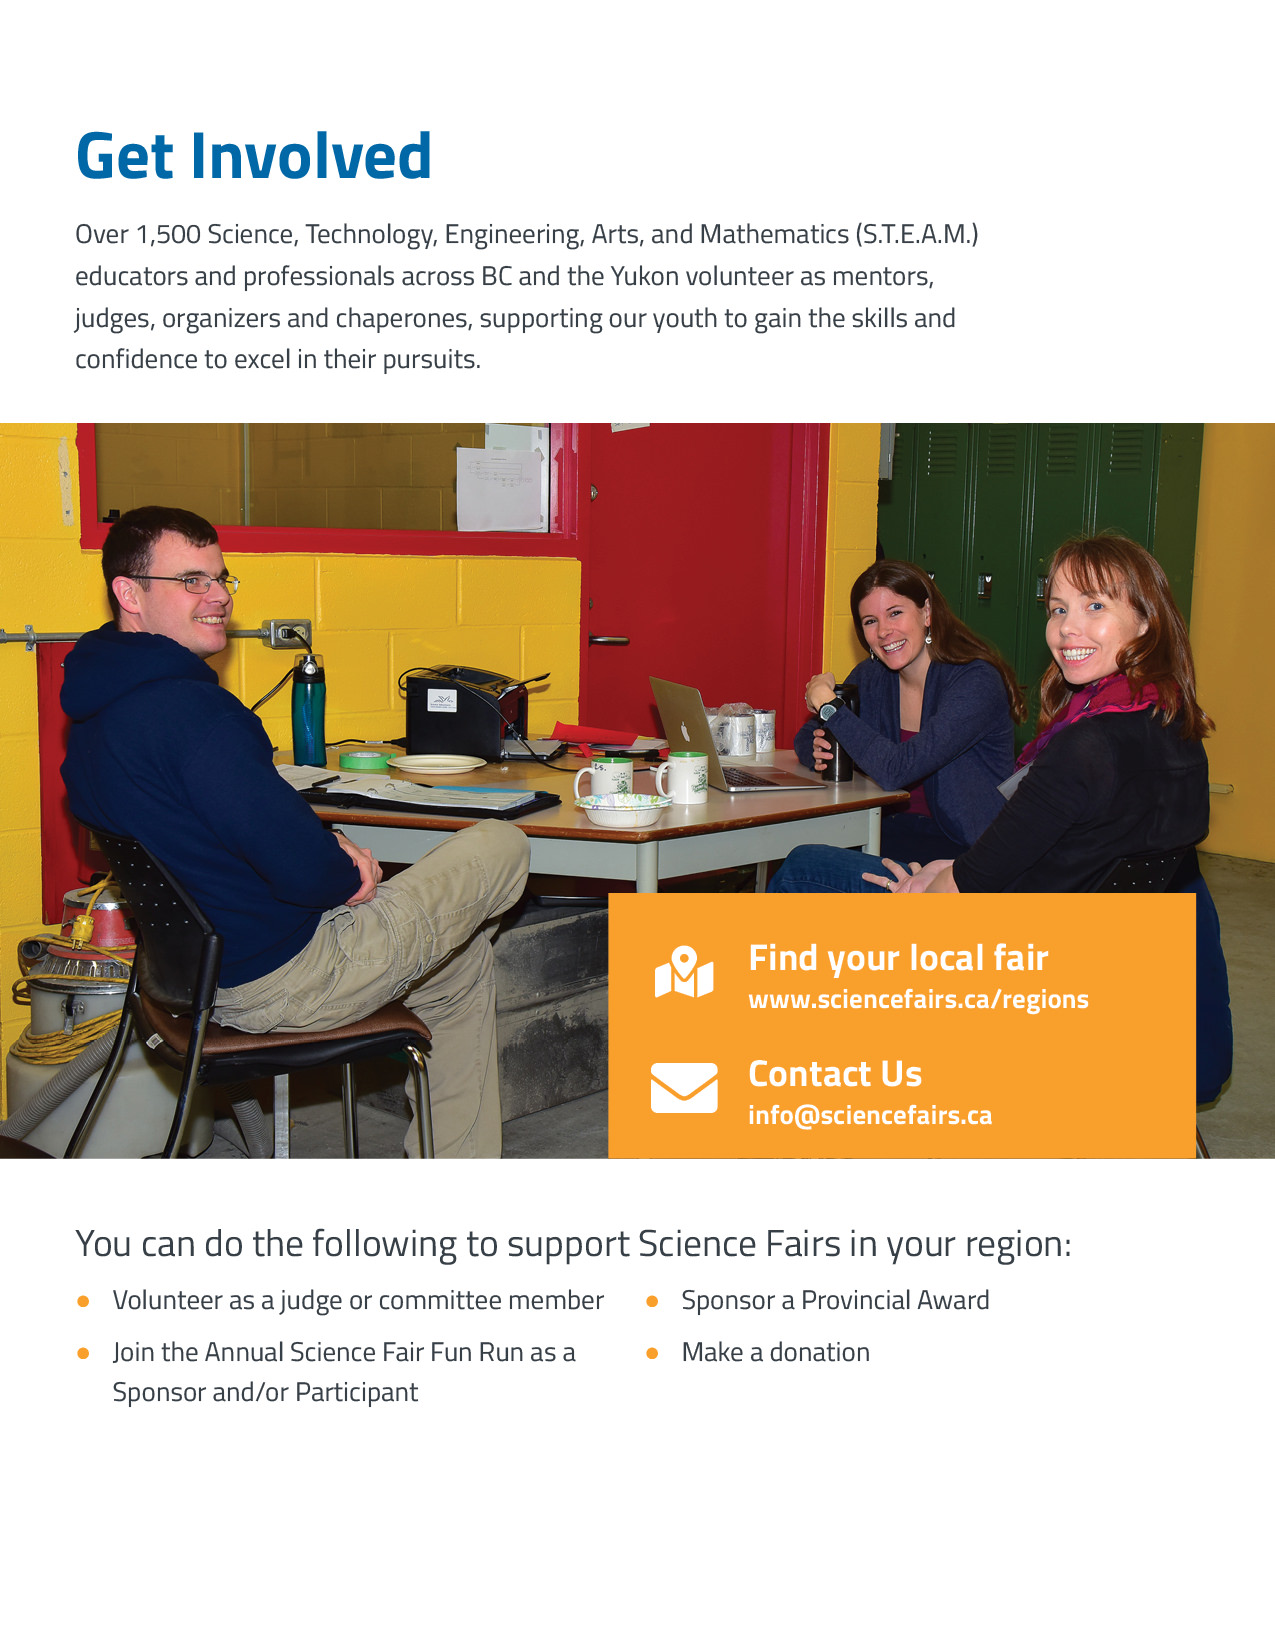 Get Involved
Over 1,500 Science, Technology, Engineering, Arts, and Mathematics (S.T.E.A.M.)
educators and professionals across BC and the Yukon volunteer as mentors,
judges, organizers and chaperones, supporting our youth to gain the skills and
confidence to excel in their pursuits.
Find your local fair
www.sciencefairs.ca/regions
Contact Us
info@sciencefairs.ca
You can do the following to support Science Fairs in your region:
● Volunteer as a judge or committee member
● Join the Annual Science Fair Fun Run as a
Sponsor and/or Participant
● Sponsor a Provincial Award
● Make a donation